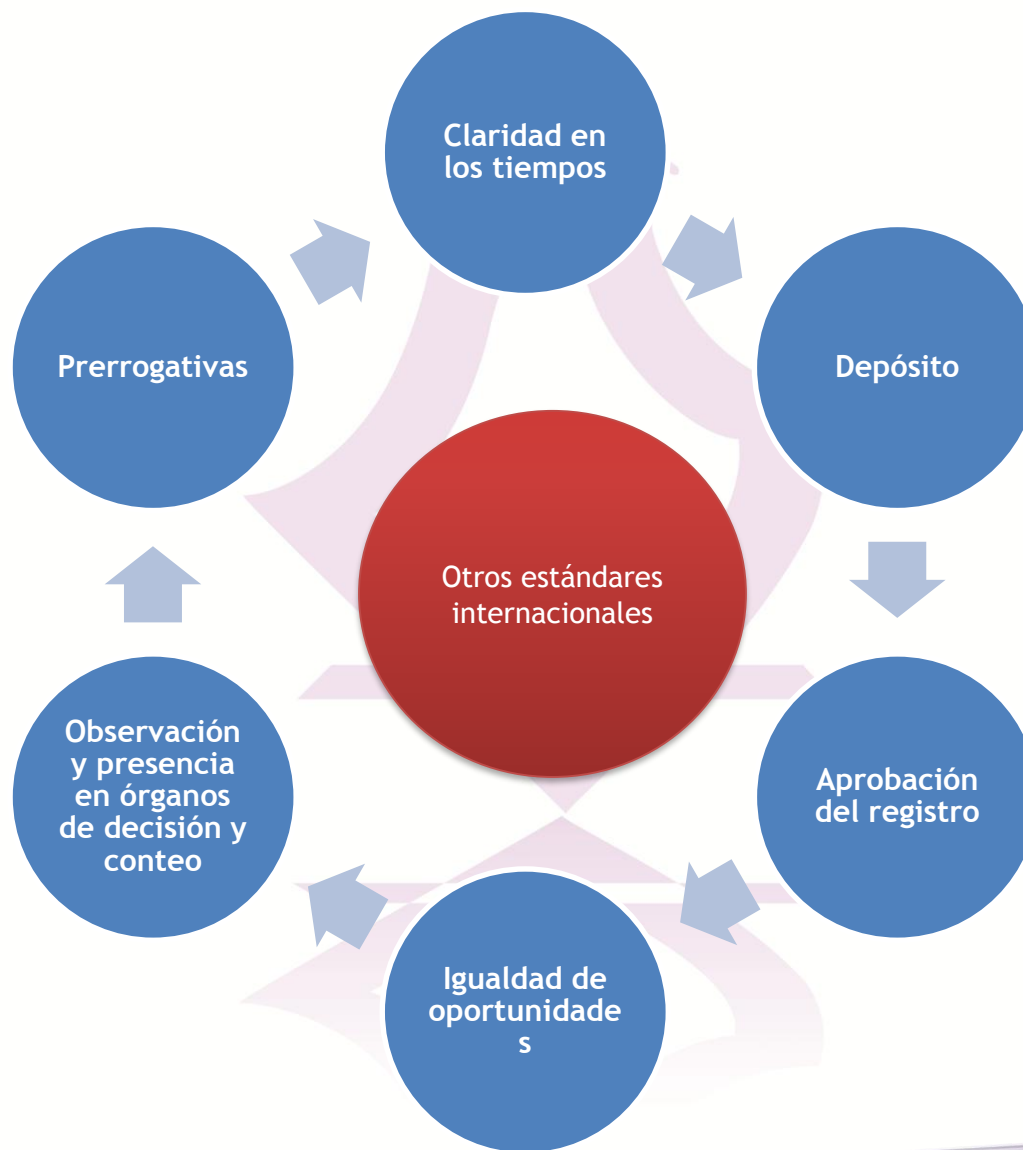 Claridad en
los tiempos
Depósito
Aprobación
del registro
Igualdad de
oportunidade
s
Observación
y presencia
en órganos
de decisión y
conteo
Prerrogativas
Otros estándares
internacionales